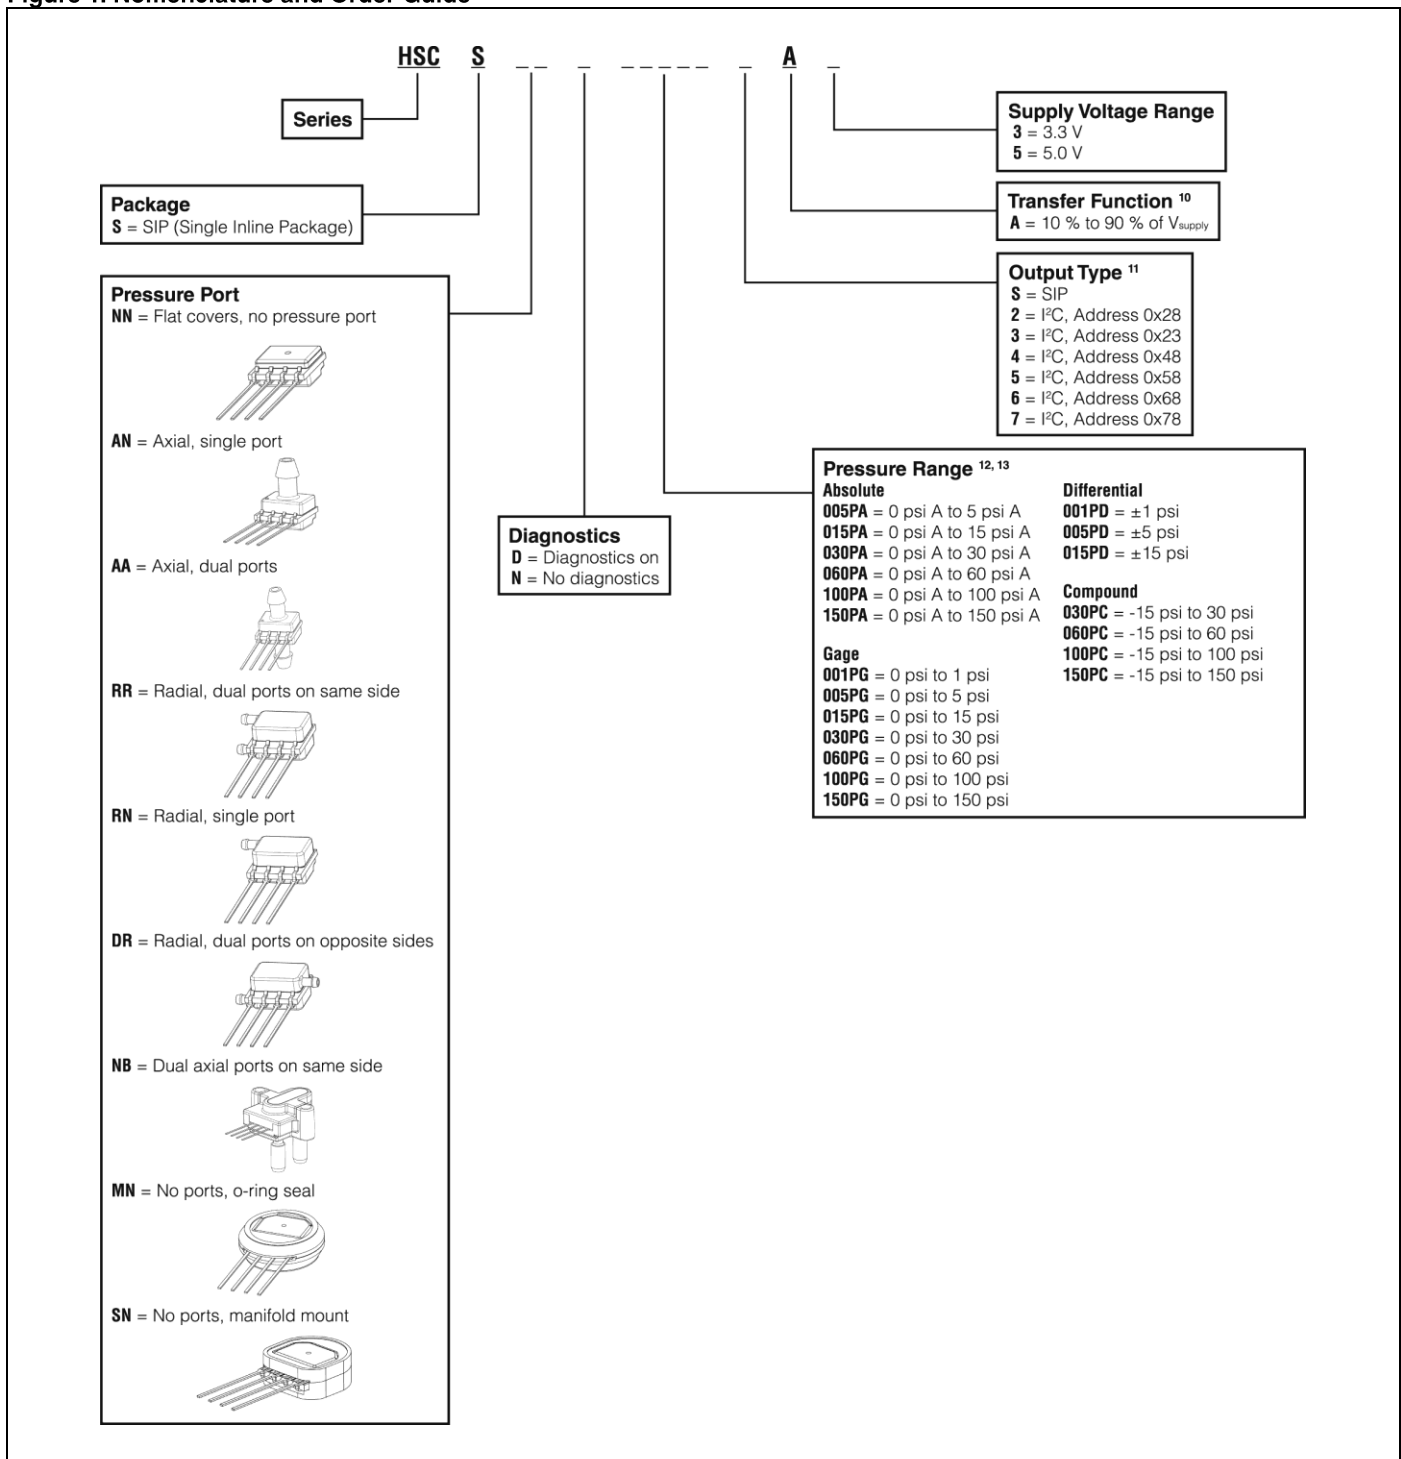 HSC S _ _ _ _ _ _ _ _ _ A _
Series
Supply Voltage Range
3 = 3.3 V
5 = 5.0 V
Package
S = SIP (Single Inline Package)
Transfer Function 10
A = 10 % to 90 % of Vsupply
Output Type 11
S = SIP
2 = I²C, Address 0x28
3 = I²C, Address 0x23
4 = I²C, Address 0x48
5 = I²C, Address 0x58
6 = I²C, Address 0x68
7 = I²C, Address 0x78
Pressure Port
NN = Flat covers, no pressure port
AN = Axial, single port
AA = Axial, dual ports
RR = Radial, dual ports on same side
RN = Radial, single port
DR = Radial, dual ports on opposite sides
NB = Dual axial ports on same side
MN = No ports, o-ring seal
SN = No ports, manifold mount
Diagnostics
D = Diagnostics on
N = No diagnostics
Pressure Range 12, 13
Absolute
005PA = 0 psi A to 5 psi A
015PA = 0 psi A to 15 psi A
030PA = 0 psi A to 30 psi A
060PA = 0 psi A to 60 psi A
100PA = 0 psi A to 100 psi A
150PA = 0 psi A to 150 psi A
Gage
001PG = 0 psi to 1 psi
005PG = 0 psi to 5 psi
015PG = 0 psi to 15 psi
030PG = 0 psi to 30 psi
060PG = 0 psi to 60 psi
100PG = 0 psi to 100 psi
150PG = 0 psi to 150 psi
Differential
001PD = ±1 psi
005PD = ±5 psi
015PD = ±15 psi
Compound
030PC = -15 psi to 30 psi
060PC = -15 psi to 60 psi
100PC = -15 psi to 100 psi
150PC = -15 psi to 150 psi